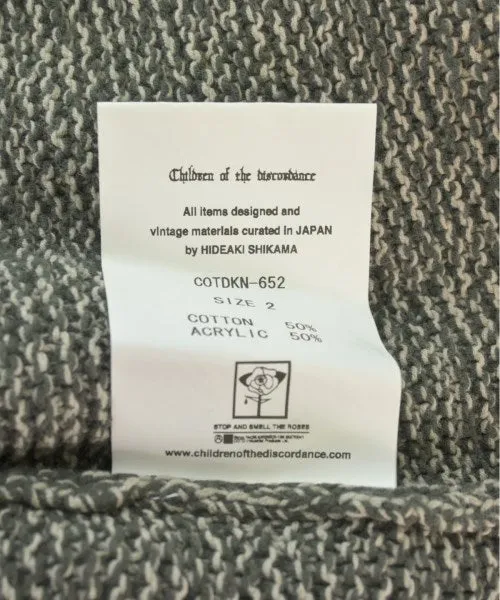 Children of the discordance
All items designed and
vintage materials curated in JAPAN
by HIDEAKI SHIKAMA
COTDKN-652
SIZE 2
COTTON 50%
ACRYLIC 50%
STOP AND SMELL THE ROSES
www.childrenofthediscordance.com